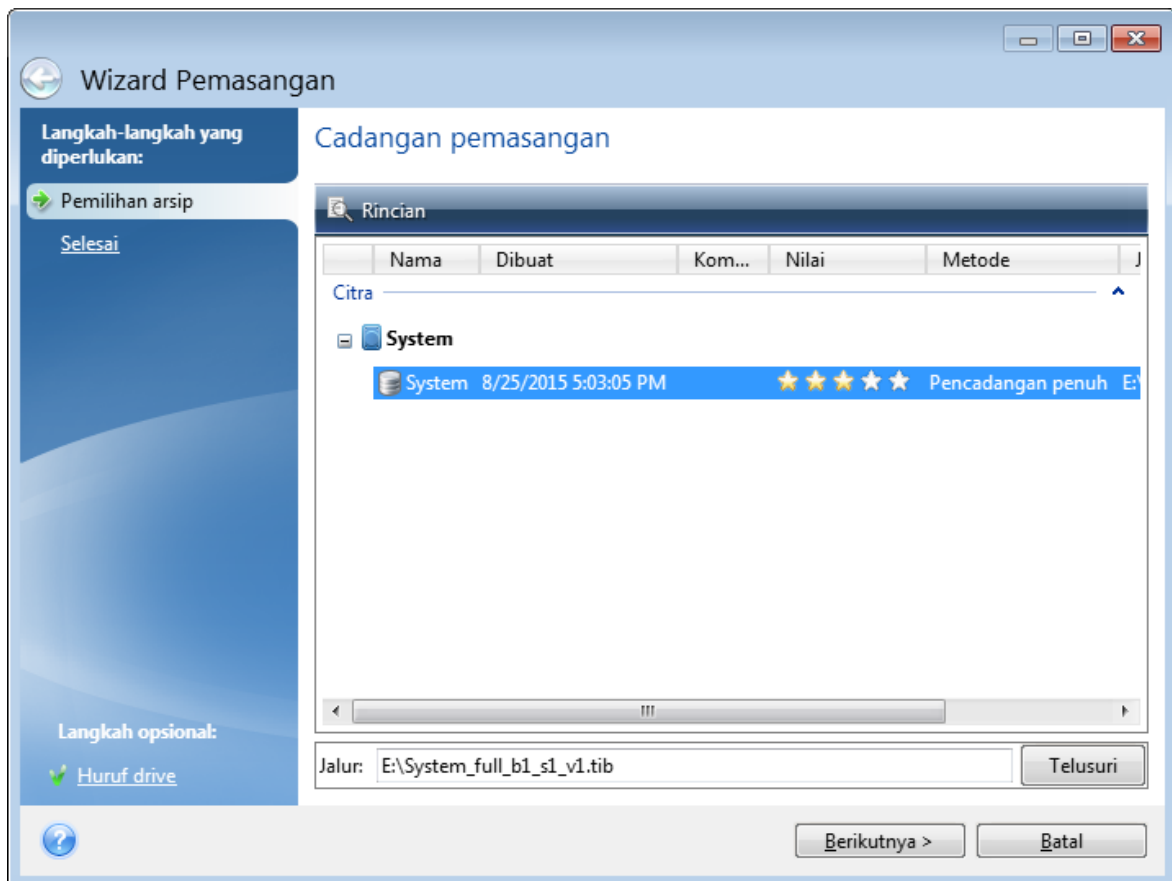 Wizard Pemasangan
Langkah-langkah yang
diperlukan:
Pemilihan arsip
Selesai
Langkah opsional:
Huruf drive
Cadangan pemasangan
Rincian
Nama Dibuat Kom... Nilai Metode J
Citra
System
System 8/25/2015 5:03:05 PM Pencadangan penuh E:\
Jalur: E:\System_full_b1_s1_v1.tib Telusuri
Berikutnya > Batal